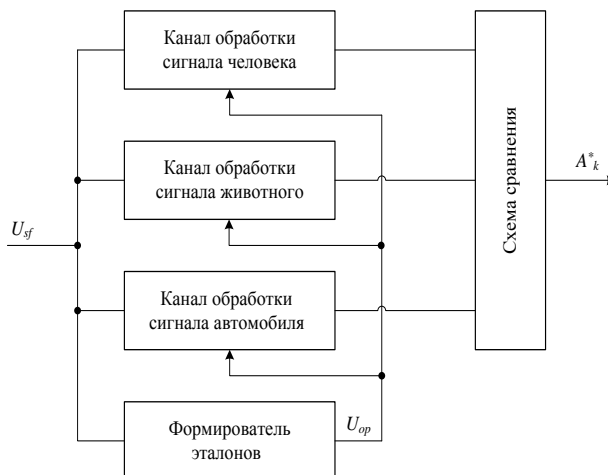 Канал обработки
сигнала человека
Канал обработки
сигнала животного
Канал обработки
сигнала автомобиля
Формирователь
эталонов
Схема сравнения
U_sf
U_op
A*_k